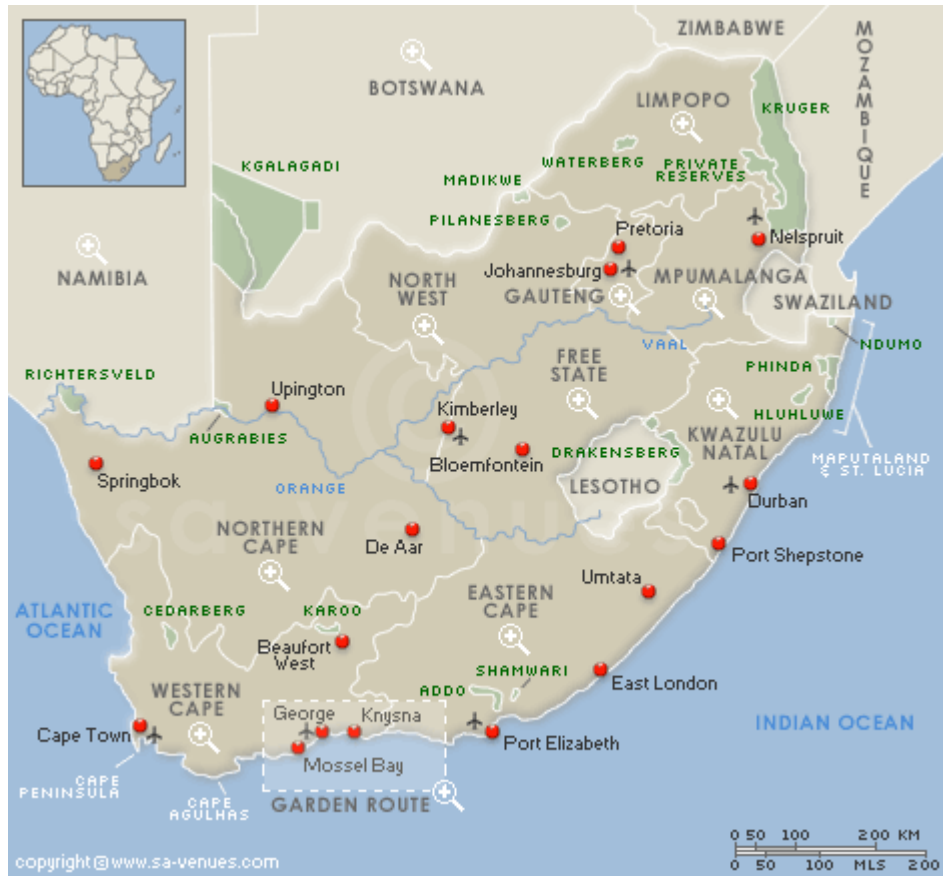 ZIMBABWE
MOZAMBIQUE
BOTSWANA
LIMPOPO
KRUGER
KGALAGADI
WATERBERG
PRIVATE
RESERVES
MADIKWE
PILANESBERG
Pretoria
Nelspruit
NAMIBIA
NORTH
WEST
Johannesburg
GAUTENG
MPUMALANGA
SWAZILAND
VAAL
NDUMO
FREE
STATE
PHINDA
RICHTERSVELD
Upington
AUGRABIES
Kimberley
HLUHLUWE
KWAZULU
NATAL
Bloemfontein
DRAKENSBERG
MAPUTALAND
& ST. LUCIA
Springbok
ORANGE
LESOTHO
Durban
©
sa-venues
NORTHERN
CAPE
De Aar
Port Shepstone
Umtata
EASTERN
CAPE
ATLANTIC
OCEAN
CEDARBERG
KAROO
Beaufort
West
SHAMWARI
ADDO
East London
WESTERN
CAPE
George
Knysna
Cape Town
Port Elizabeth
INDIAN OCEAN
Mossel Bay
CAPE
PENINSULA
CAPE
AGULHAS
GARDEN ROUTE
0 50 100 200 KM
0 50 100 MLS 200
copyright©www.sa-venues.com